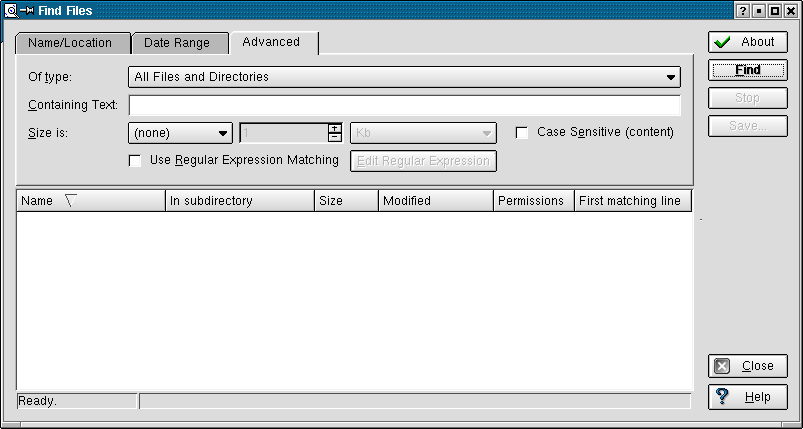 Find Files
Name/Location Date Range Advanced
About
Of type: All Files and Directories
Find
Containing Text:
Stop
Size is: (none) 1 Kb Case Sensitive (content)
Save...
Use Regular Expression Matching Edit Regular Expression
Name In subdirectory Size Modified Permissions First matching line
Close
Ready.
Help